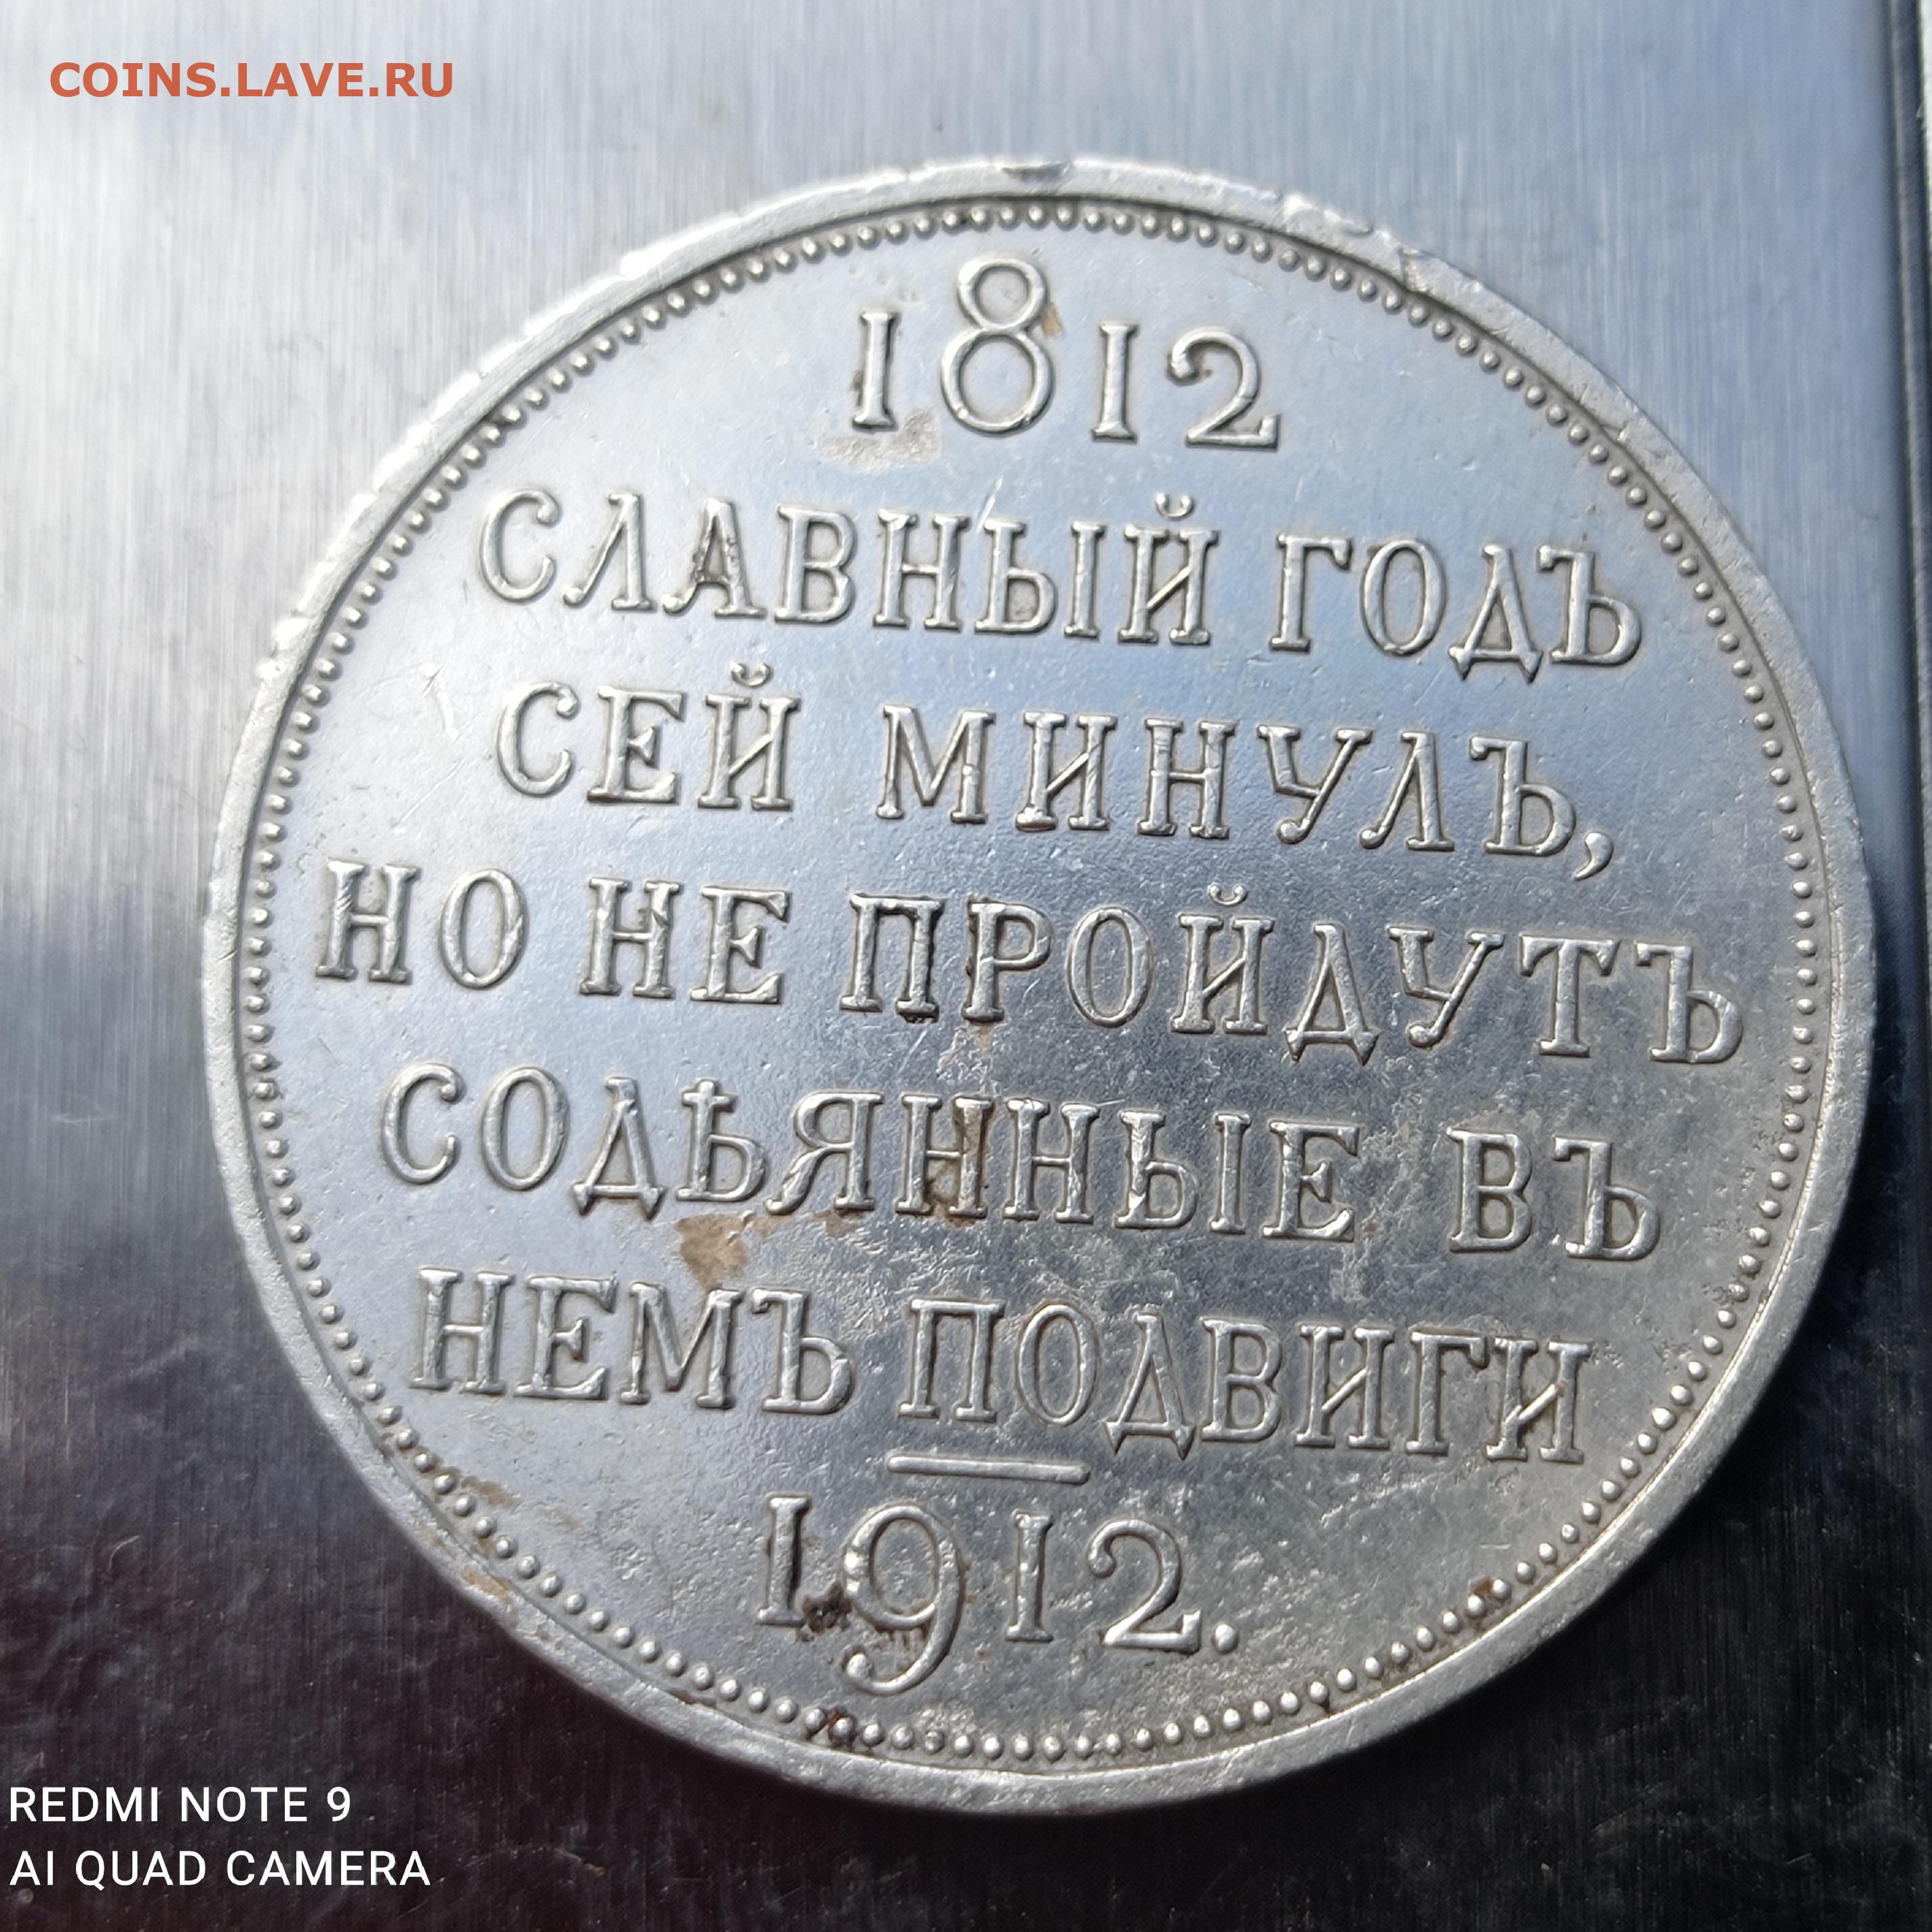 COINS.LAVE.RU
1812
СЛАВНЫЙ ГОДЪ
СЕЙ МИНУЛЪ,
НО НЕ ПРОЙДУТЪ
СОДѢЯННЫЕ ВЪ
НЕМЪ ПОДВИГИ
1912.
REDMI NOTE 9
AI QUAD CAMERA